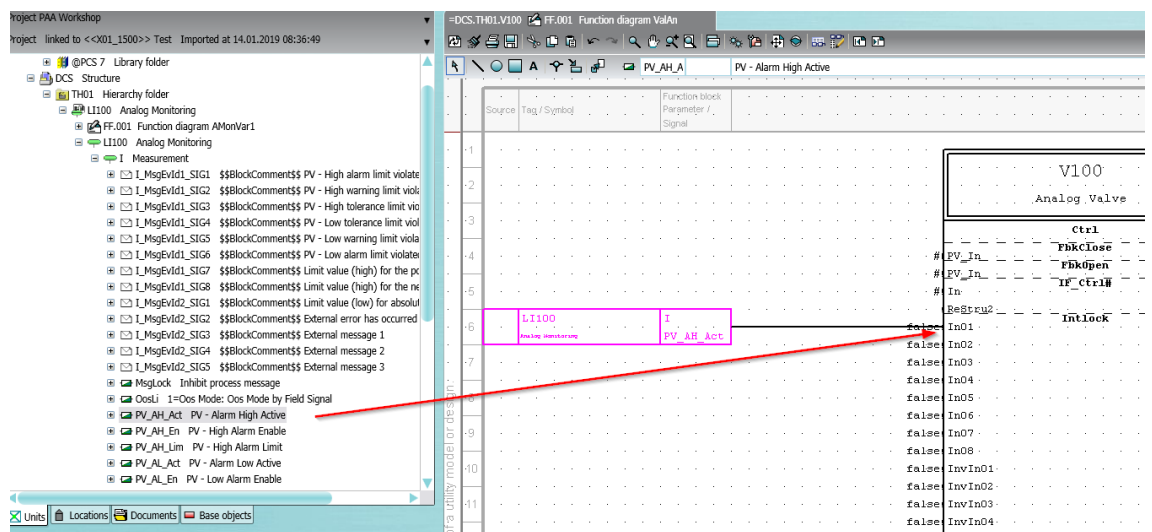 Project PAA Workshop
Project linked to <<X01_1500>> Test Imported at 14.01.2019 08:36:49
@PCS 7 Library folder
DCS Structure
TH01 Hierarchy folder
LI100 Analog Monitoring
FF.001 Function diagram AMonVar1
LI100 Analog Monitoring
I Measurement
I_MsgEvId1_SIG1 $$BlockComment$$ PV - High alarm limit violate
I_MsgEvId1_SIG2 $$BlockComment$$ PV - High warning limit viola
I_MsgEvId1_SIG3 $$BlockComment$$ PV - High tolerance limit vio
I_MsgEvId1_SIG4 $$BlockComment$$ PV - Low tolerance limit viol
I_MsgEvId1_SIG5 $$BlockComment$$ PV - Low warning limit viola
I_MsgEvId1_SIG6 $$BlockComment$$ PV - Low alarm limit violate
I_MsgEvId1_SIG7 $$BlockComment$$ Limit value (high) for the po
I_MsgEvId1_SIG8 $$BlockComment$$ Limit value (high) for the ne
I_MsgEvId2_SIG1 $$BlockComment$$ Limit value (low) for absolut
I_MsgEvId2_SIG2 $$BlockComment$$ External error has occurred
I_MsgEvId2_SIG3 $$BlockComment$$ External message 1
I_MsgEvId2_SIG4 $$BlockComment$$ External message 2
I_MsgEvId2_SIG5 $$BlockComment$$ External message 3
MsgLock Inhibit process message
OosLi 1=Oos Mode: Oos Mode by Field Signal
PV_AH_Act PV - Alarm High Active
PV_AH_En PV - High Alarm Enable
PV_AH_Lim PV - High Alarm Limit
PV_AL_Act PV - Alarm Low Active
PV_AL_En PV - Low Alarm Enable
Units Locations Documents Base objects
=DCS.TH01.V100 FF.001 Function diagram ValAn
A PV_AH_A PV - Alarm High Active
Source Tag / Symbol Function block Parameter / Signal
1
2
3
4
5
6
7
8
9
10
11
of a utility model or design.
LI100 I
Analog Monitoring PV_AH_Act
V100
Analog Valve
Ctrl
FbkClose
# PV_In
FbkOpen
# PV_In
IF_Ctrl#
# In
ReStru2
Intlock
false In01
false In02
false In03
false In04
false In05
false In06
false In07
false In08
false InvIn01
false InvIn02
false InvIn03
false InvIn04